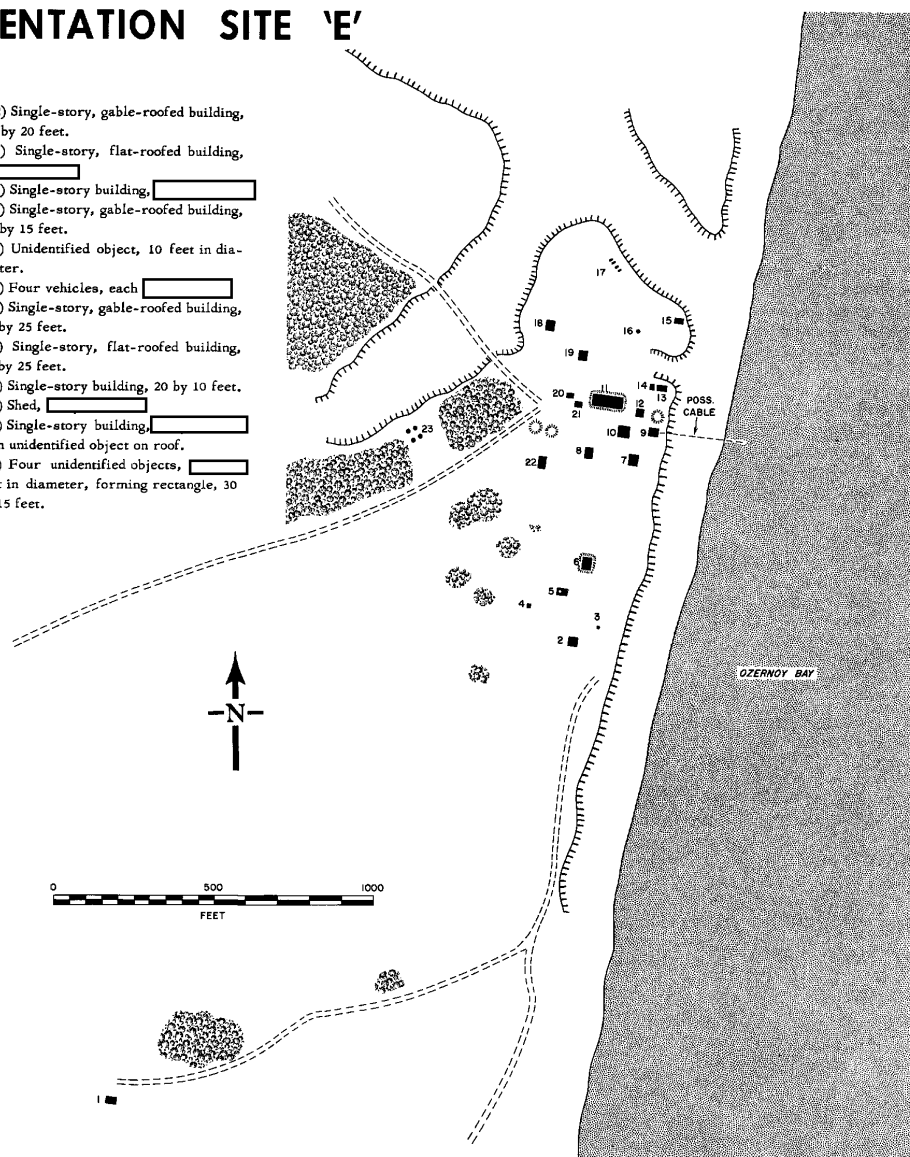 ENTATION SITE 'E'
) Single-story, gable-roofed building,
by 20 feet.
) Single-story, flat-roofed building,
) Single-story building,
) Single-story, gable-roofed building,
by 15 feet.
) Unidentified object, 10 feet in dia-
ter.
) Four vehicles, each
) Single-story, gable-roofed building,
by 25 feet.
) Single-story, flat-roofed building,
by 25 feet.
) Single-story building, 20 by 10 feet.
) Shed,
) Single-story building,
n unidentified object on roof.
) Four unidentified objects,
t in diameter, forming rectangle, 30
15 feet.
17
18
16
15
19
20
21
11
14
13
12
POSS.
CABLE
10
9
23
22
8
7
6
5
4
3
2
OZERNOY BAY
N
0 500 1000
FEET
1